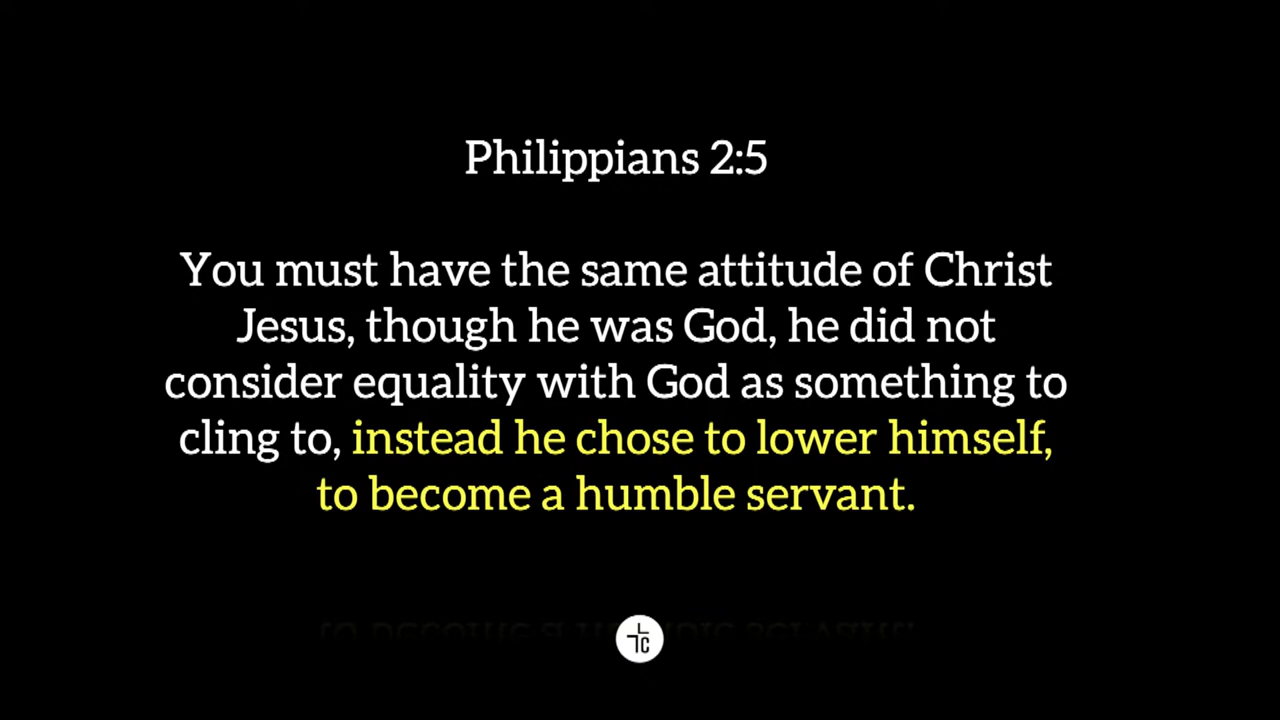 Philippians 2:5
You must have the same attitude of Christ
Jesus, though he was God, he did not
consider equality with God as something to
cling to, instead he chose to lower himself,
to become a humble servant.
C